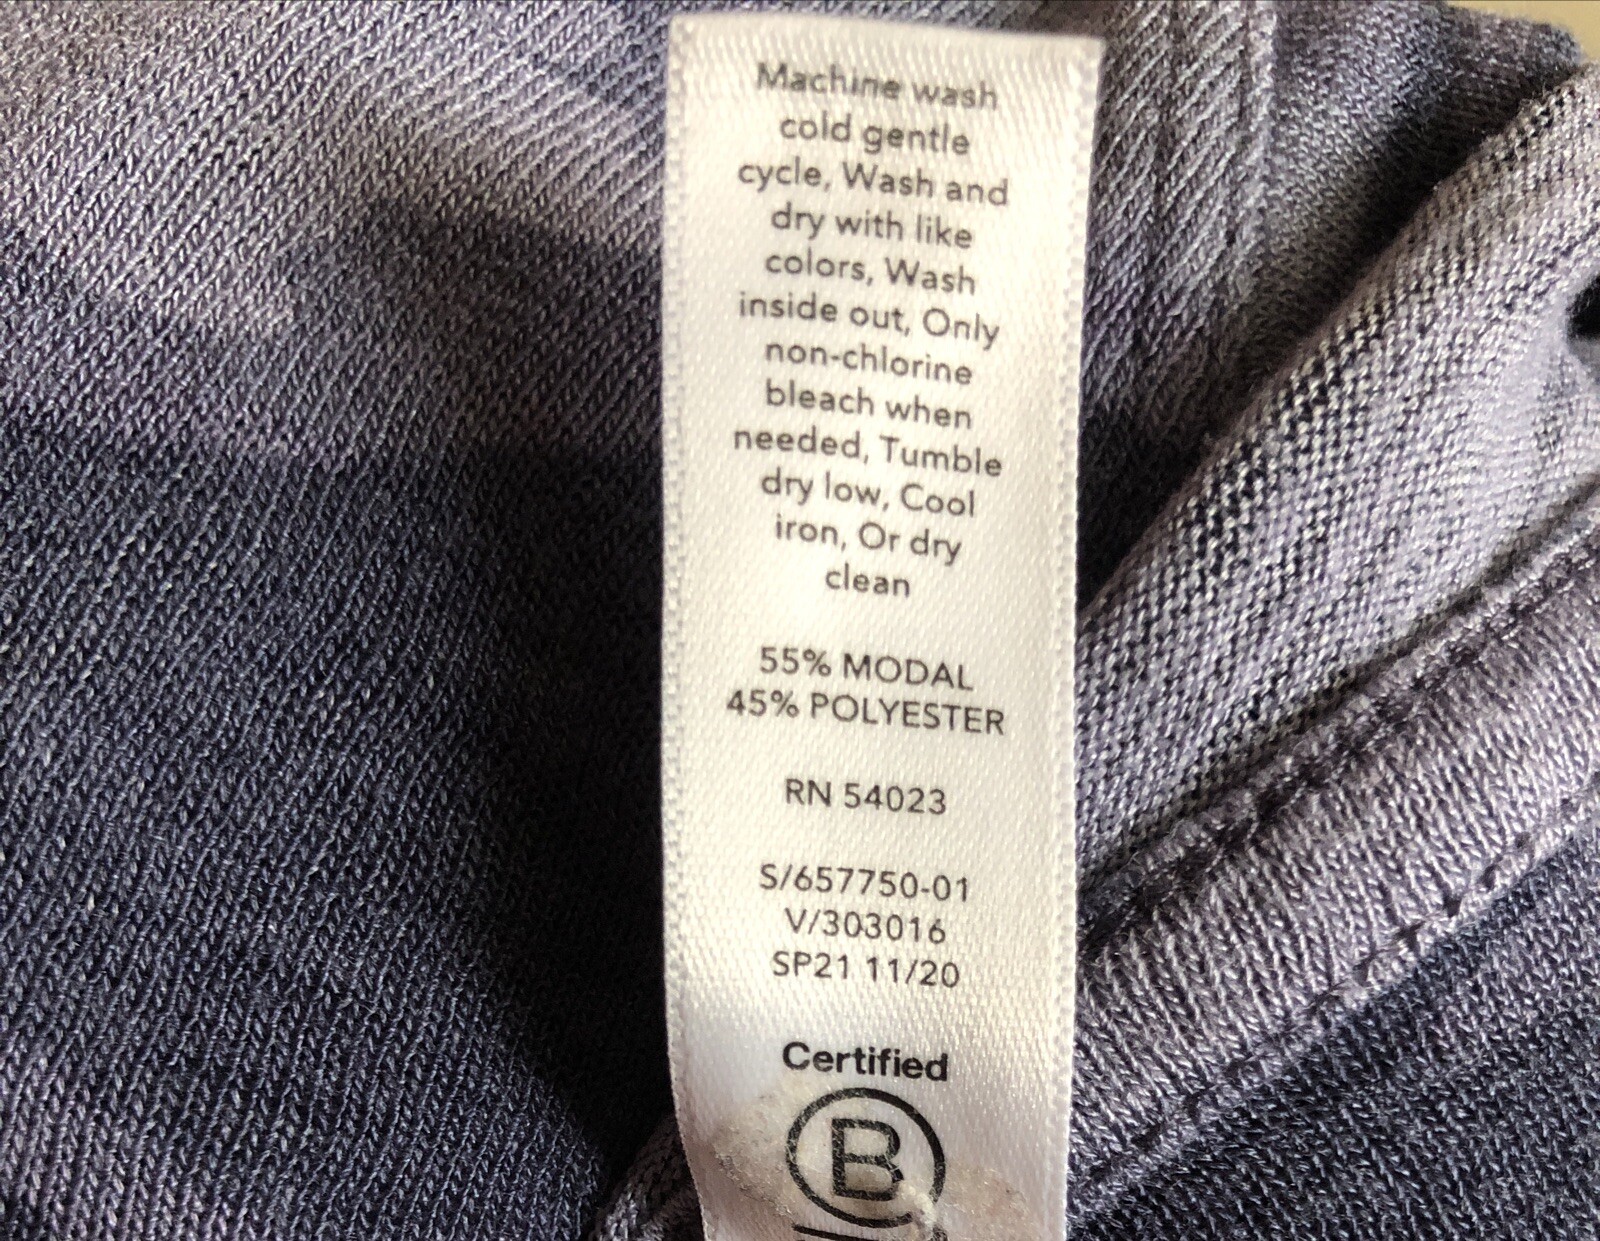 Machine wash
cold gentle
cycle, Wash and
dry with like
colors, Wash
inside out, Only
non-chlorine
bleach when
needed, Tumble
dry low, Cool
iron, Or dry
clean
55% MODAL
45% POLYESTER
RN 54023
S/657750-01
V/303016
SP21 11/20
Certified
B